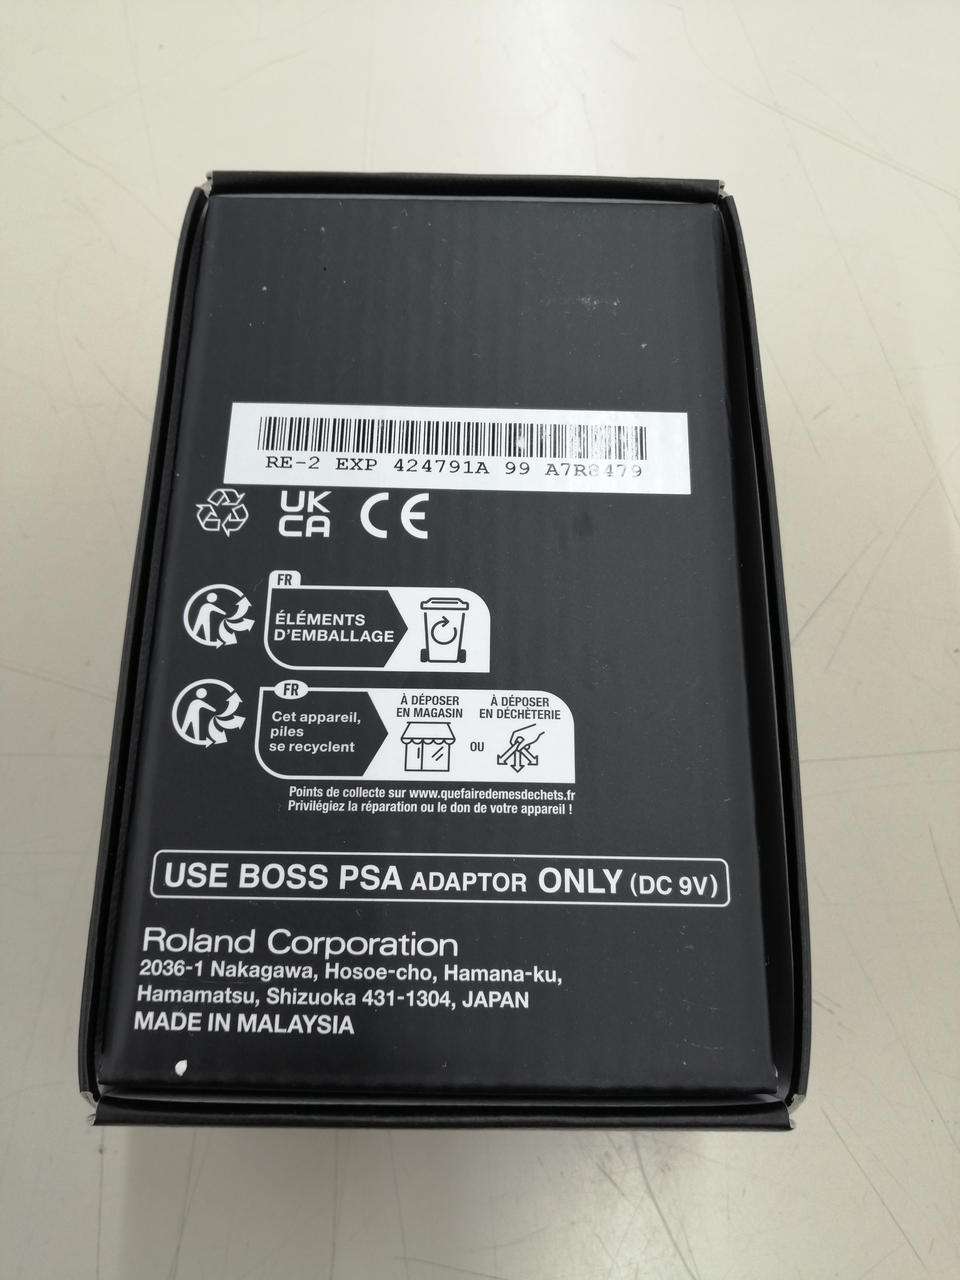 RE-2 EXP 424791A 99 A7R8479
UK
CA
CE
FR
ÉLÉMENTS
D'EMBALLAGE
FR
Cet appareil,
piles
se recyclent
À DÉPOSER
EN MAGASIN
OU
À DÉPOSER
EN DÉCHÈTERIE
Points de collecte sur www.quefairedemesdechets.fr
Privilégiez la réparation ou le don de votre appareil !
USE BOSS PSA ADAPTOR ONLY (DC 9V)
Roland Corporation
2036-1 Nakagawa, Hosoe-cho, Hamana-ku,
Hamamatsu, Shizuoka 431-1304, JAPAN
MADE IN MALAYSIA